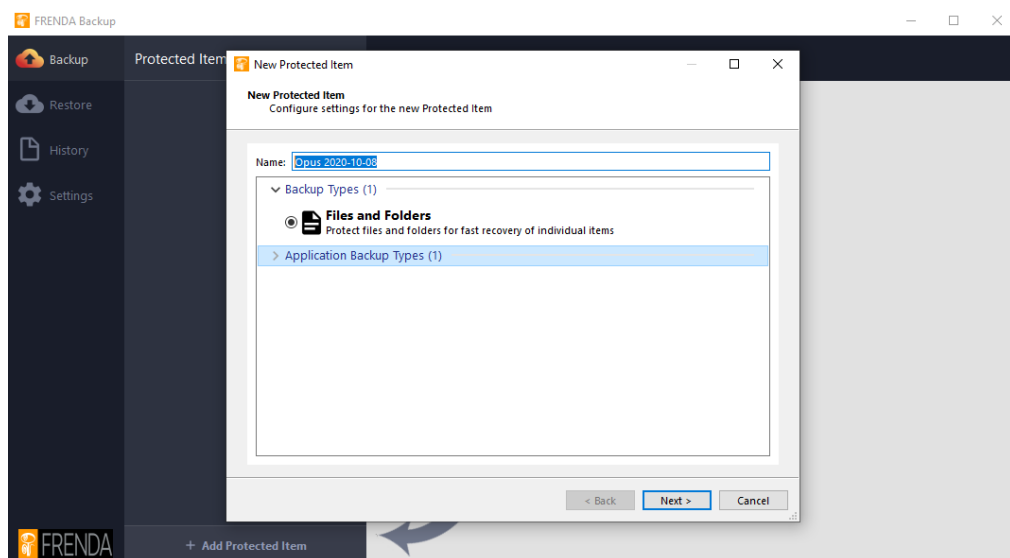 FRENDA Backup
Backup
Restore
History
Settings
FRENDA
Protected Item
+ Add Protected Item
New Protected Item
New Protected Item
Configure settings for the new Protected Item
Name: Opus 2020-10-08
Backup Types (1)
Files and Folders
Protect files and folders for fast recovery of individual items
Application Backup Types (1)
< Back Next > Cancel